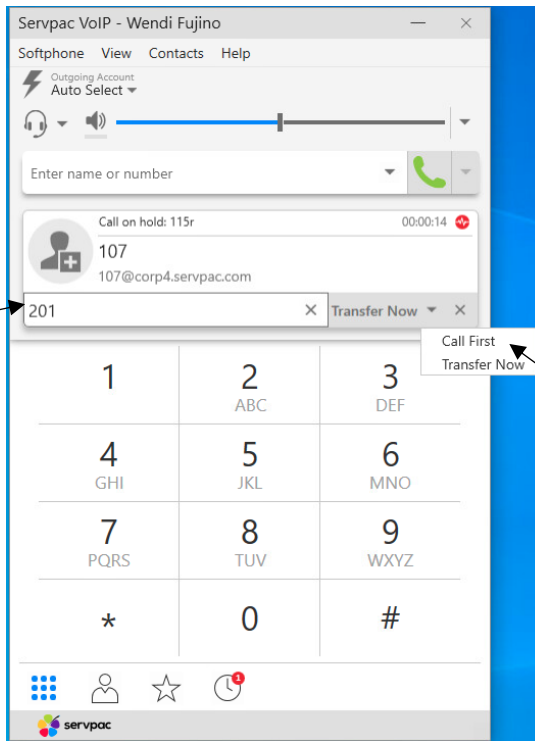 Servpac VoIP - Wendi Fujino
Softphone View Contacts Help
Outgoing Account
Auto Select
Enter name or number
Call on hold: 115r 00:00:14
107
107@corp4.servpac.com
201 Transfer Now
Call First
Transfer Now
1 2 3
ABC DEF
4 5 6
GHI JKL MNO
7 8 9
PQRS TUV WXYZ
* 0 #
1
servpac